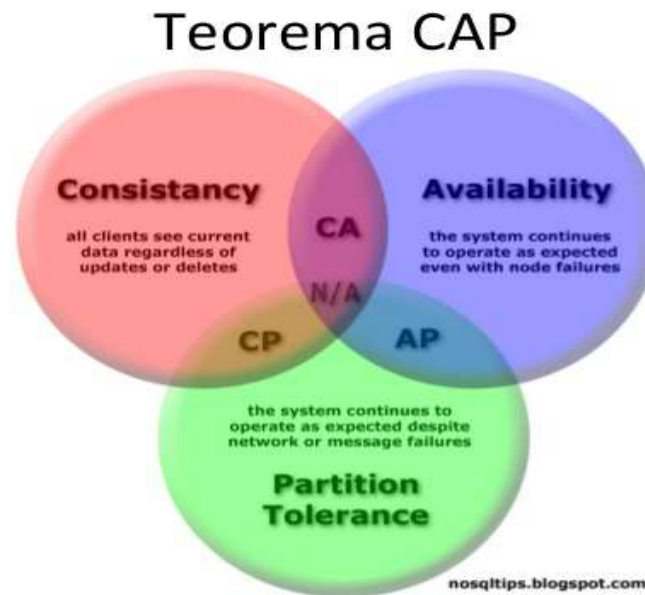 Teorema CAP
Consistancy
all clients see current
data regardless of
updates or deletes
Availability
the system continues
to operate as expected
even with node failures
CA
N/A
CP
AP
the system continues to
operate as expected despite
network or message failures
Partition
Tolerance
nosqltips.blogspot.com